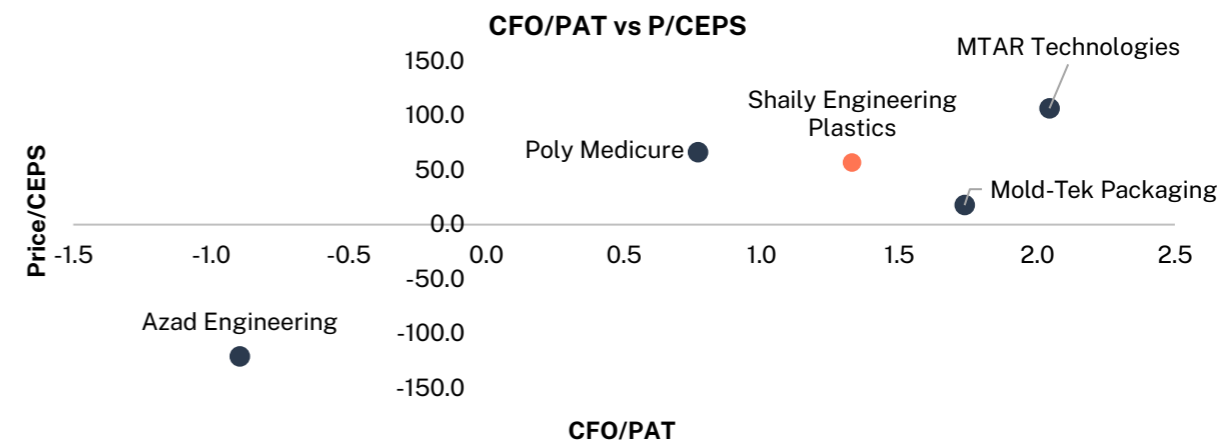 CFO/PAT vs P/CEPS
150.0
MTAR Technologies
100.0
Shaily Engineering
Plastics
Poly Medicure
50.0
Mold-Tek Packaging
0.0
Price/CEPS
-1.5 -1.0 -0.5 0.0 0.5 1.0 1.5 2.0 2.5
-50.0
Azad Engineering
-100.0
-150.0
CFO/PAT